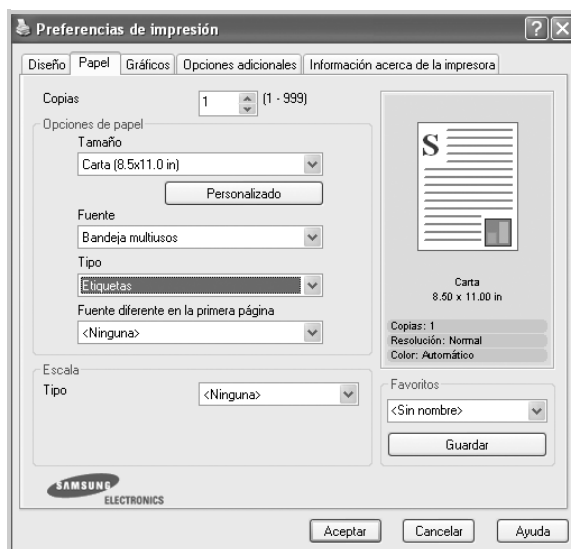 Preferencias de impresión
Diseño Papel Gráficos Opciones adicionales Información acerca de la impresora
Copias 1 (1 - 999)
Opciones de papel
Tamaño
Carta (8.5x11.0 in)
Personalizado
Fuente
Bandeja multiusos
Tipo
Etiquetas
Fuente diferente en la primera página
<Ninguna>
Escala
Tipo <Ninguna>
S
Carta
8.50 x 11.00 in
Copias: 1
Resolución: Normal
Color: Automático
Favoritos
<Sin nombre>
Guardar
SAMSUNG
ELECTRONICS
Aceptar Cancelar Ayuda